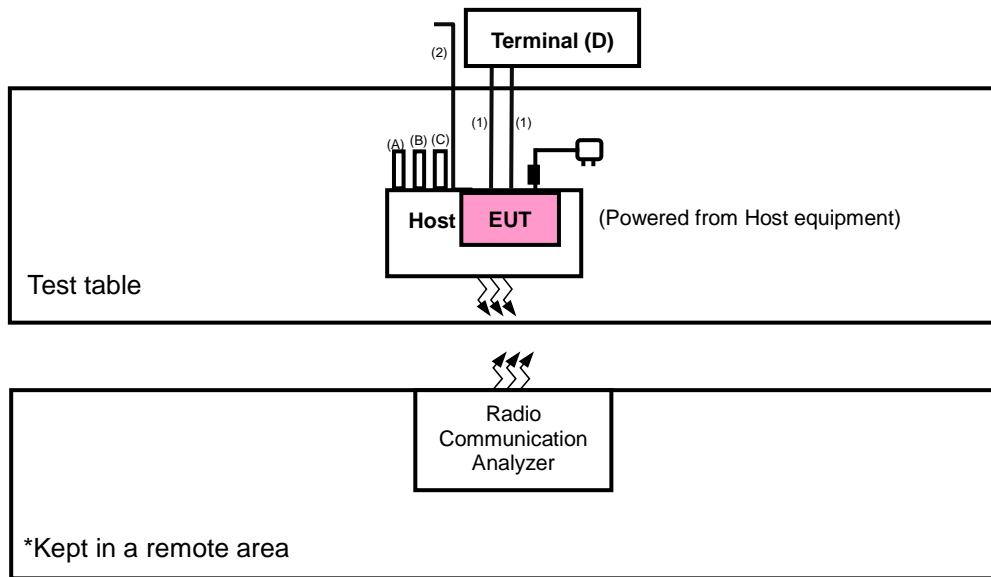 Terminal (D)
(2)
(1)
(1)
(A)
(B)
(C)
Host
EUT
(Powered from Host equipment)
Test table
Radio
Communication
Analyzer
*Kept in a remote area